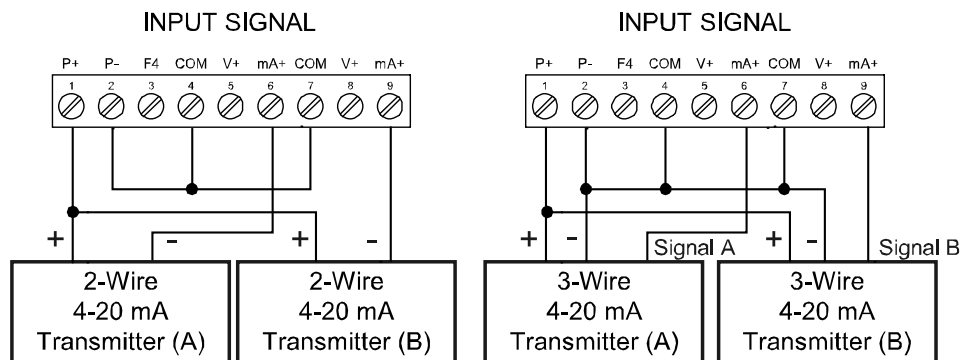 INPUT SIGNAL
P+ P- F4 COM V+ mA+ COM V+ mA+
1 2 3 4 5 6 7 8 9
+ - + -
2-Wire
4-20 mA
Transmitter (A)
2-Wire
4-20 mA
Transmitter (B)
INPUT SIGNAL
P+ P- F4 COM V+ mA+ COM V+ mA+
1 2 3 4 5 6 7 8 9
+ - Signal A + - Signal B
3-Wire
4-20 mA
Transmitter (A)
3-Wire
4-20 mA
Transmitter (B)